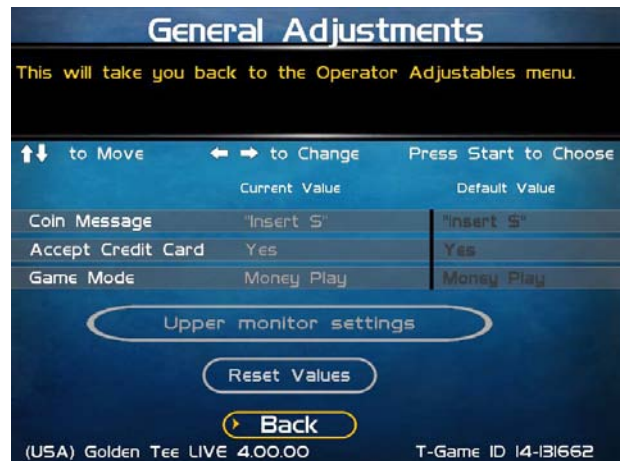 General Adjustments
This will take you back to the Operator Adjustables menu.
to Move to Change Press Start to Choose
Current Value Default Value
Coin Message "Insert $" "Insert $"
Accept Credit Card Yes Yes
Game Mode Money Play Money Play
Upper monitor settings
Reset Values
Back
(USA) Golden Tee LIVE 4.00.00 T-Game ID 14-131662